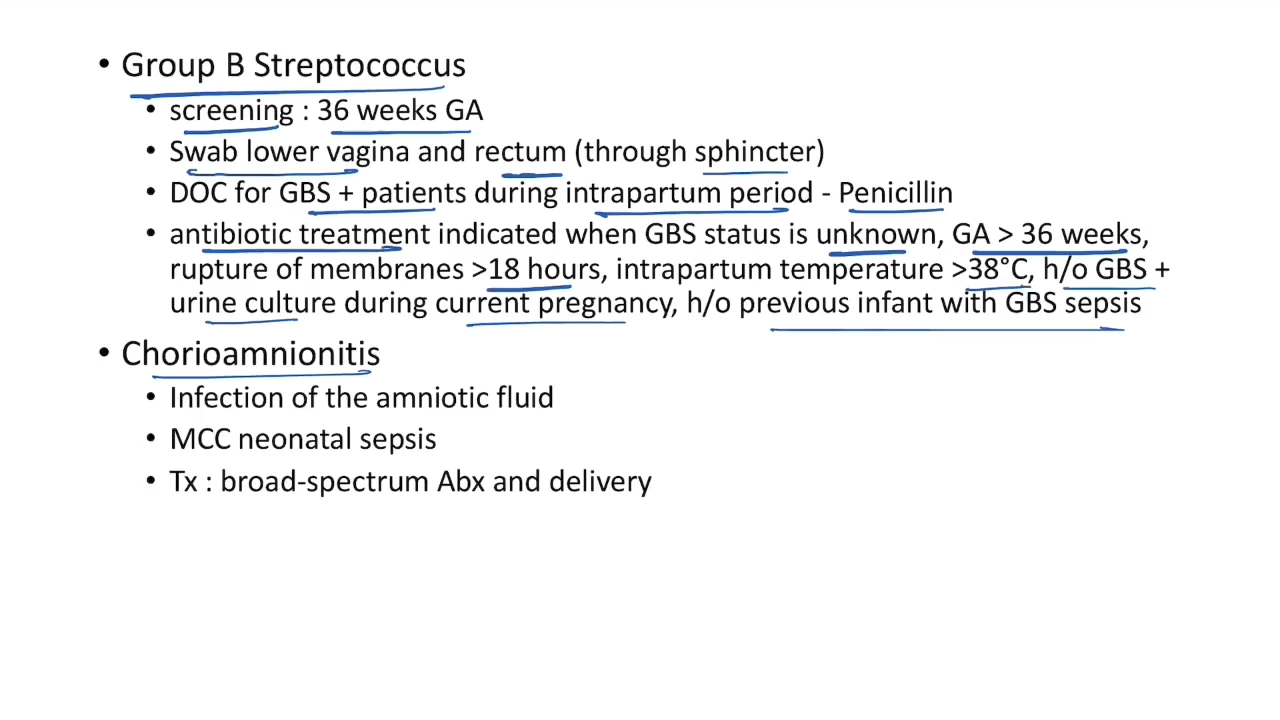 • Group B Streptococcus
• screening : 36 weeks GA
• Swab lower vagina and rectum (through sphincter)
• DOC for GBS + patients during intrapartum period - Penicillin
• antibiotic treatment indicated when GBS status is unknown, GA > 36 weeks,
rupture of membranes >18 hours, intrapartum temperature >38°C, h/o GBS +
urine culture during current pregnancy, h/o previous infant with GBS sepsis
• Chorioamnionitis
• Infection of the amniotic fluid
• MCC neonatal sepsis
• Tx : broad-spectrum Abx and delivery